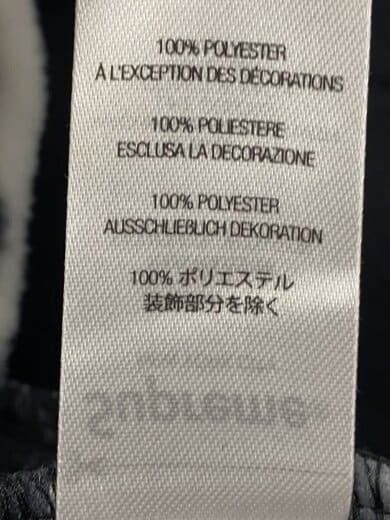 100% POLYESTER
À L'EXCEPTION DES DÉCORATIONS
100% POLIESTERE
ESCLUSA LA DECORAZIONE
100% POLYESTER
AUSSCHLIEßLICH DEKORATION
100% ポリエステル
装飾部分を除く
Supreme